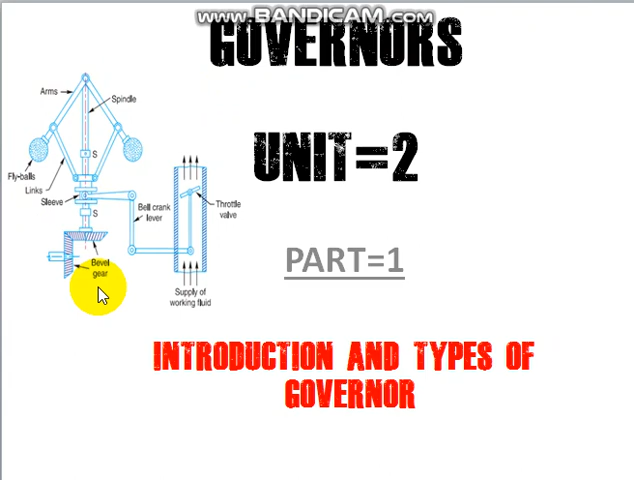 www.BANDICAM.com
GOVERNORS
Arms
Spindle
UNIT=2
S
Fly-balls
Links
Sleeve
S
Bell crank
lever
Throttle
valve
Bevel
gear
PART=1
Supply of
working fluid
INTRODUCTION AND TYPES OF
GOVERNOR